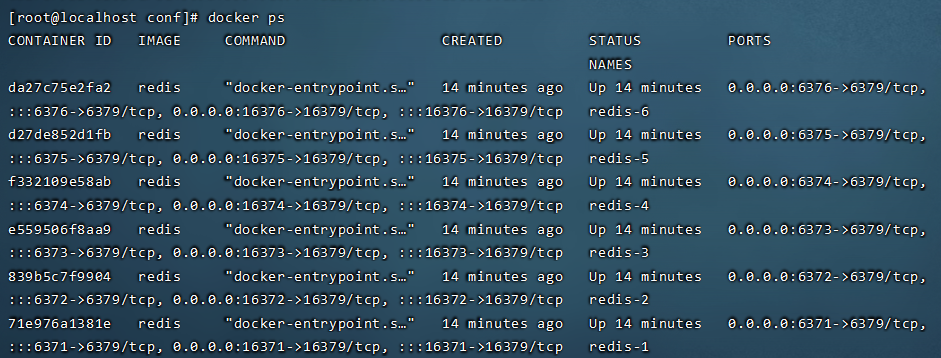 [root@localhost conf]# docker ps
CONTAINER ID   IMAGE     COMMAND                  CREATED          STATUS          PORTS
NAMES
da27c75e2fa2   redis     "docker-entrypoint.s…"   14 minutes ago   Up 14 minutes   0.0.0.0:6376->6379/tcp,
:::6376->6379/tcp, 0.0.0.0:16376->16379/tcp, :::16376->16379/tcp   redis-6
d27de852d1fb   redis     "docker-entrypoint.s…"   14 minutes ago   Up 14 minutes   0.0.0.0:6375->6379/tcp,
:::6375->6379/tcp, 0.0.0.0:16375->16379/tcp, :::16375->16379/tcp   redis-5
f332109e58ab   redis     "docker-entrypoint.s…"   14 minutes ago   Up 14 minutes   0.0.0.0:6374->6379/tcp,
:::6374->6379/tcp, 0.0.0.0:16374->16379/tcp, :::16374->16379/tcp   redis-4
e559506f8aa9   redis     "docker-entrypoint.s…"   14 minutes ago   Up 14 minutes   0.0.0.0:6373->6379/tcp,
:::6373->6379/tcp, 0.0.0.0:16373->16379/tcp, :::16373->16379/tcp   redis-3
839b5c7f9904   redis     "docker-entrypoint.s…"   14 minutes ago   Up 14 minutes   0.0.0.0:6372->6379/tcp,
:::6372->6379/tcp, 0.0.0.0:16372->16379/tcp, :::16372->16379/tcp   redis-2
71e976a1381e   redis     "docker-entrypoint.s…"   14 minutes ago   Up 14 minutes   0.0.0.0:6371->6379/tcp,
:::6371->6379/tcp, 0.0.0.0:16371->16379/tcp, :::16371->16379/tcp   redis-1